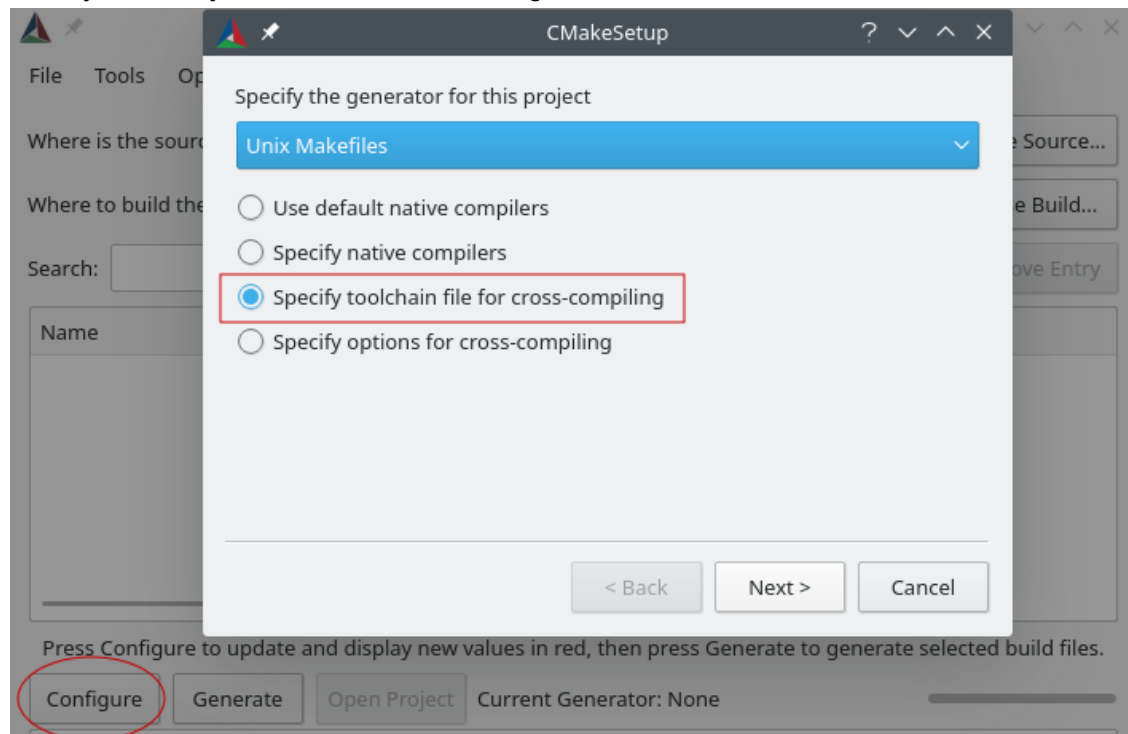 CMakeSetup
File Tools Op
Specify the generator for this project
Where is the sourc
Unix Makefiles
Source...
Where to build the
Use default native compilers
e Build...
Specify native compilers
Search:
ove Entry
Specify toolchain file for cross-compiling
Name
Specify options for cross-compiling
< Back Next > Cancel
Press Configure to update and display new values in red, then press Generate to generate selected build files.
Configure Generate Open Project Current Generator: None